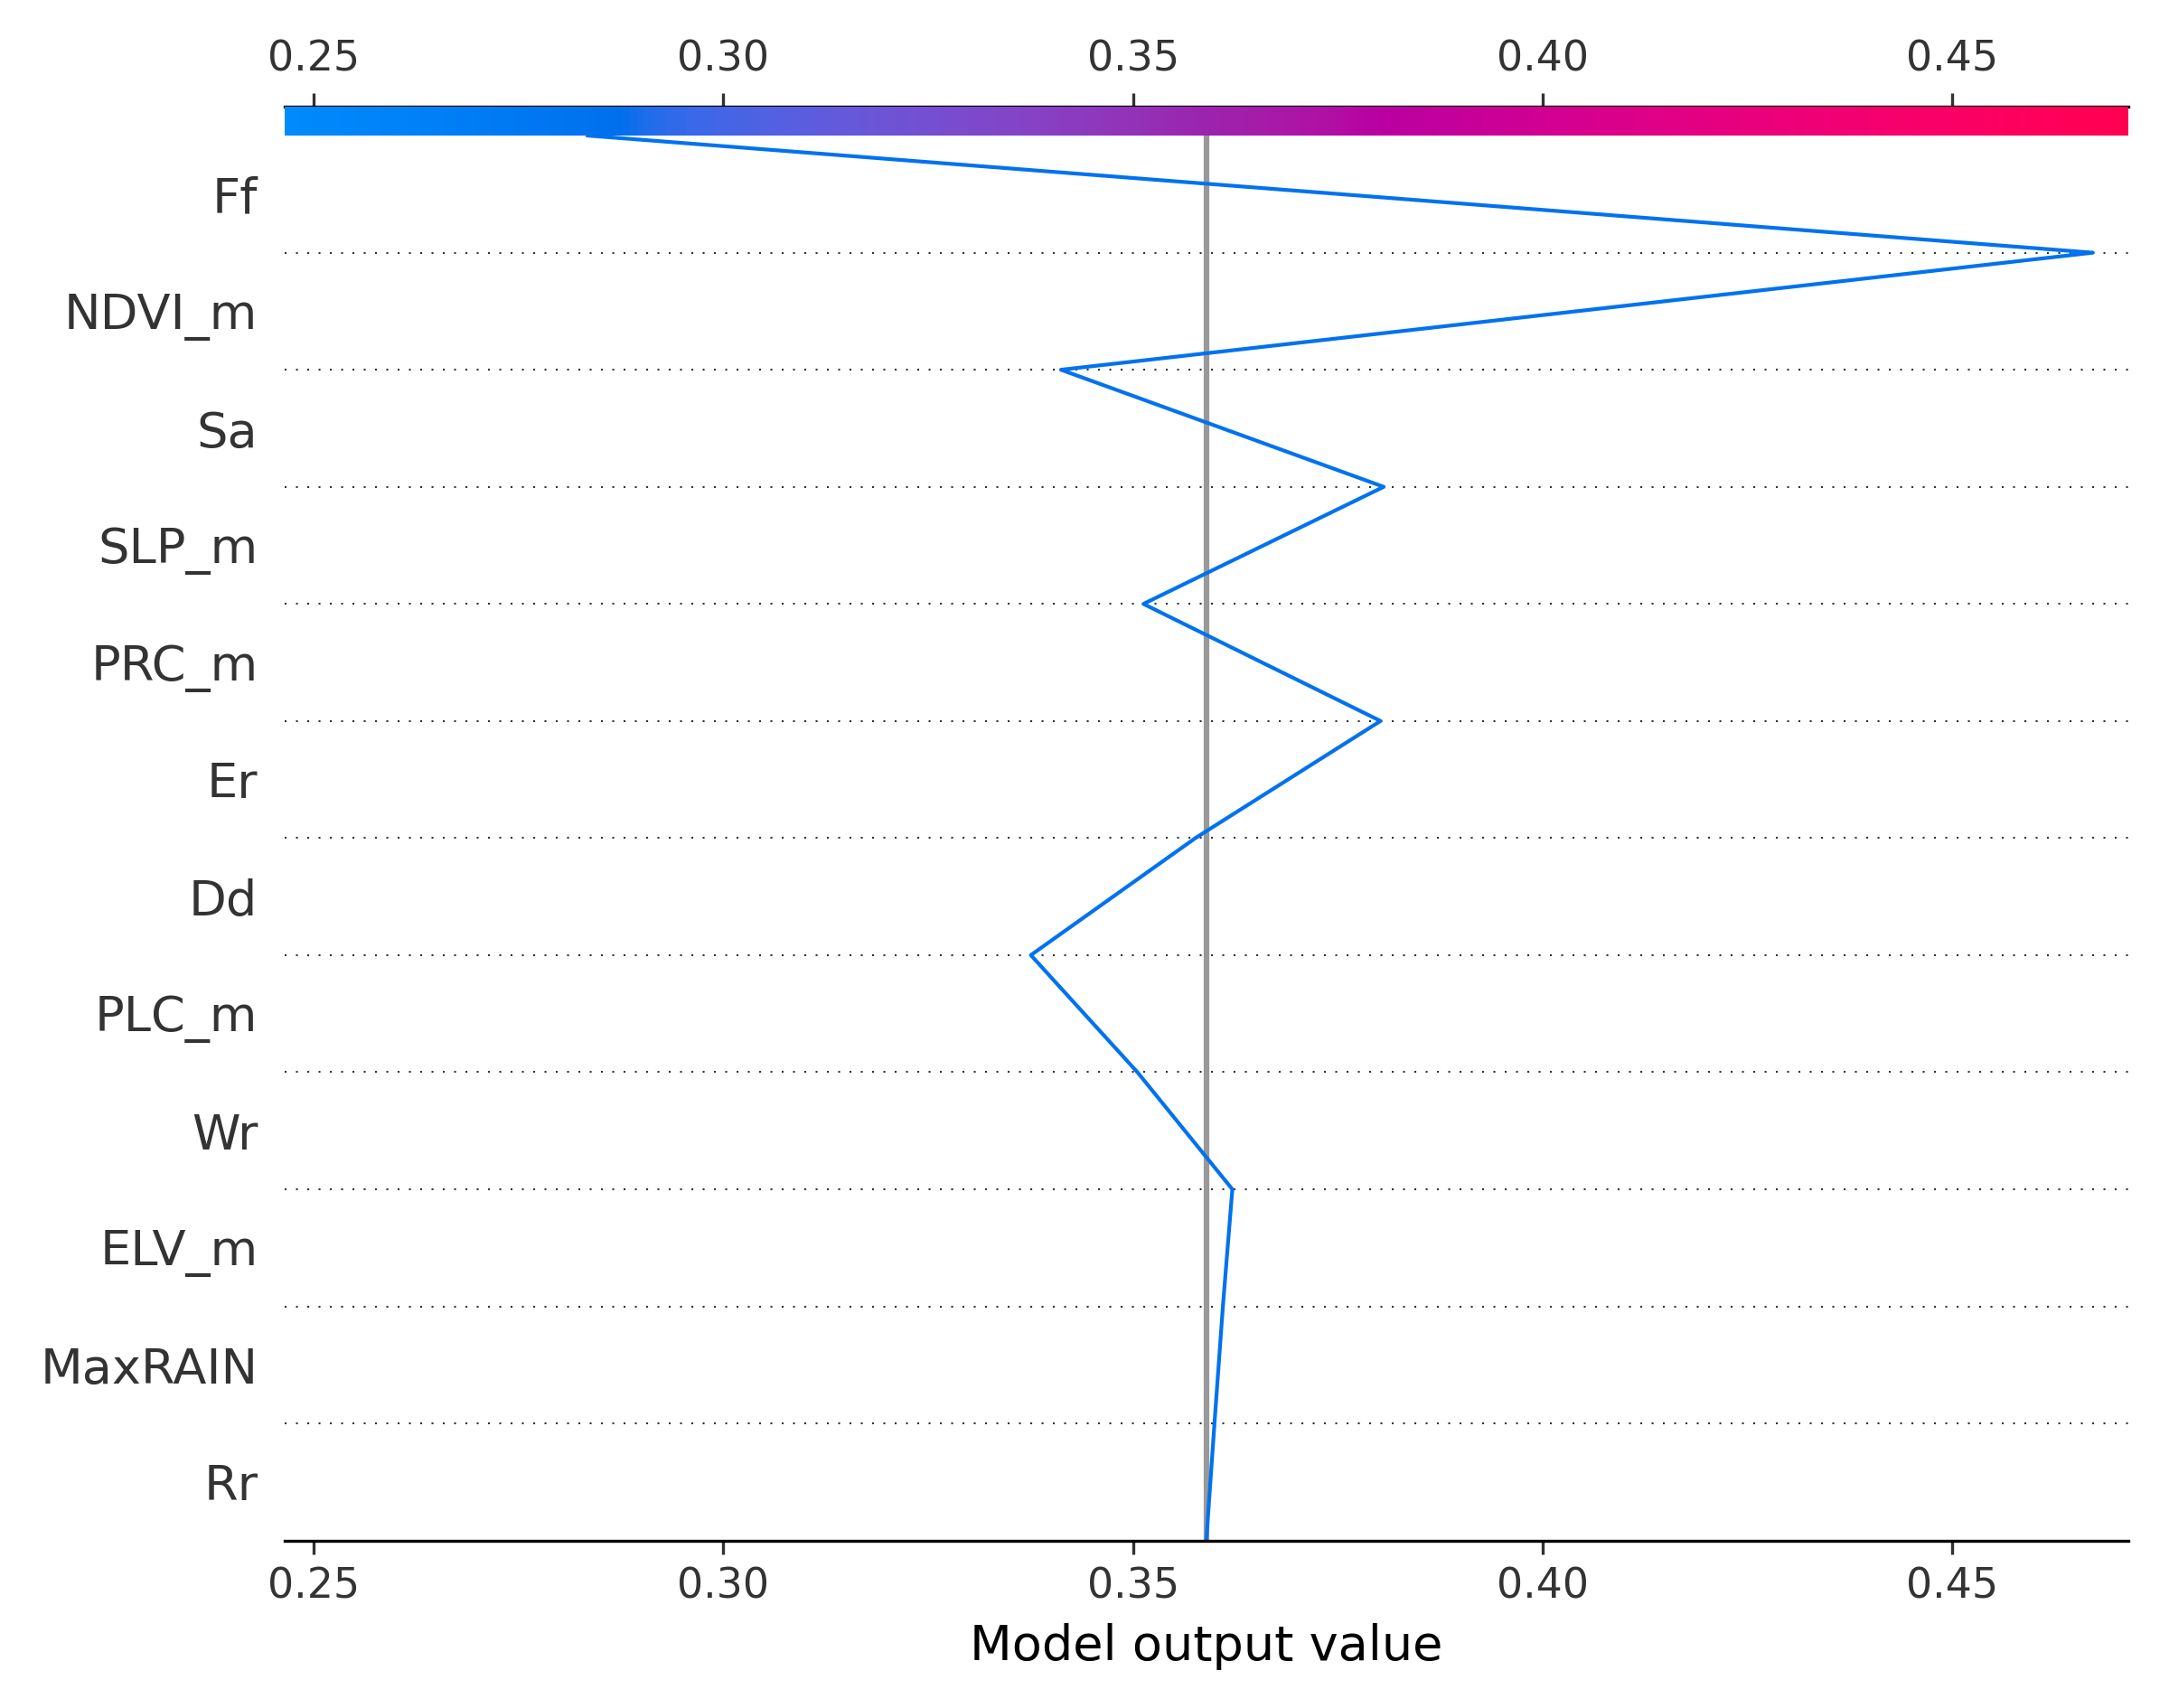 0.25 0.30 0.35 0.40 0.45
Ff
NDVI_m
Sa
SLP_m
PRC_m
Er
Dd
PLC_m
Wr
ELV_m
MaxRAIN
Rr
0.25 0.30 0.35 0.40 0.45
Model output value